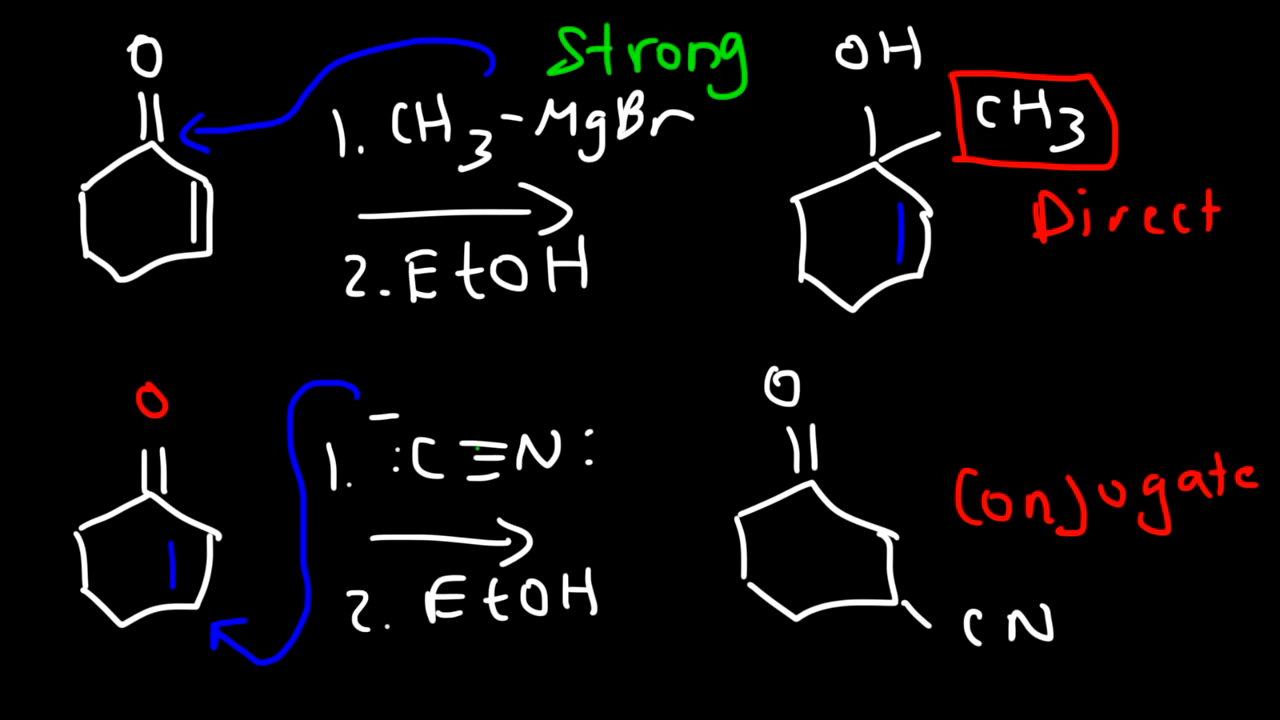 O
Strong
OH
1. CH3-MgBr
CH3
Direct
2. EtOH
O
O
1. :C≡N:
Conjugate
2. EtOH
CN